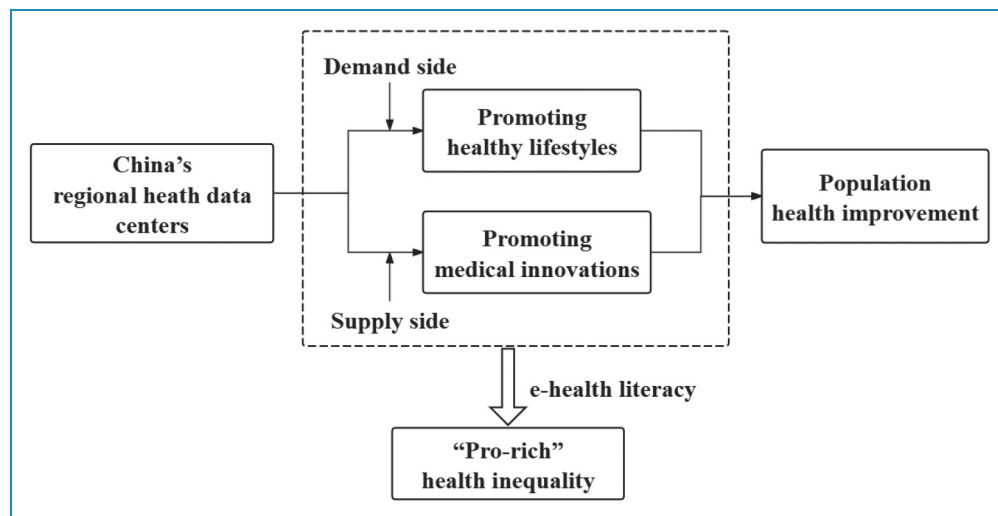 Demand side
Promoting
healthy lifestyles
China's
regional heath data
centers
Population
health improvement
Promoting
medical innovations
Supply side
e-health literacy
“Pro-rich”
health inequality